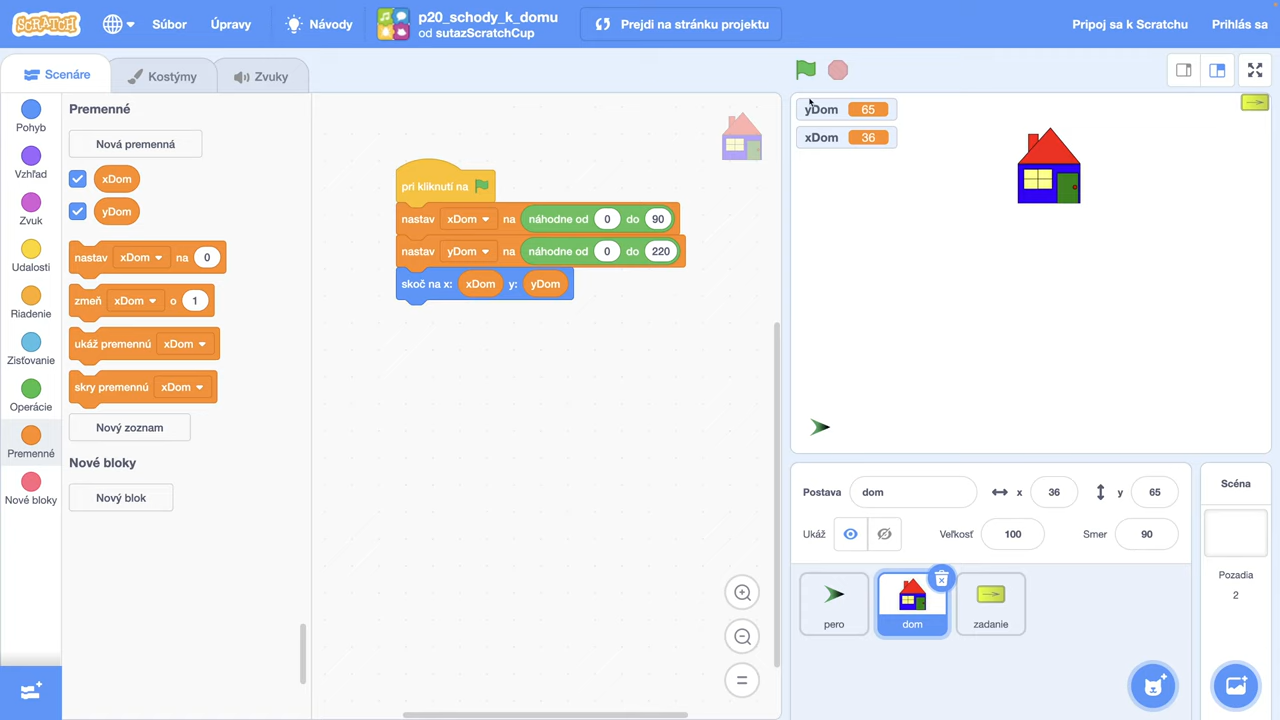 SCRATCH
Súbor
Úpravy
Návody
p20_schody_k_domu
od sutazScratchCup
Prejdi na stránku projektu
Pripoj sa k Scratchu
Prihlás sa
Scenáre
Kostýmy
Zvuky
Pohyb
Vzhľad
Zvuk
Udalosti
Riadenie
Zisťovanie
Operácie
Premenné
Nové bloky
Premenné
Nová premenná
xDom
yDom
nastav xDom na 0
zmeň xDom o 1
ukáž premennú xDom
skry premennú xDom
Nový zoznam
Nové bloky
Nový blok
pri kliknutí na
nastav xDom na náhodne od 0 do 90
nastav yDom na náhodne od 0 do 220
skoč na x: xDom y: yDom
yDom 65
xDom 36
Postava dom x 36 y 65
Ukáž Veľkosť 100 Smer 90
pero
dom
zadanie
Scéna
Pozadia
2